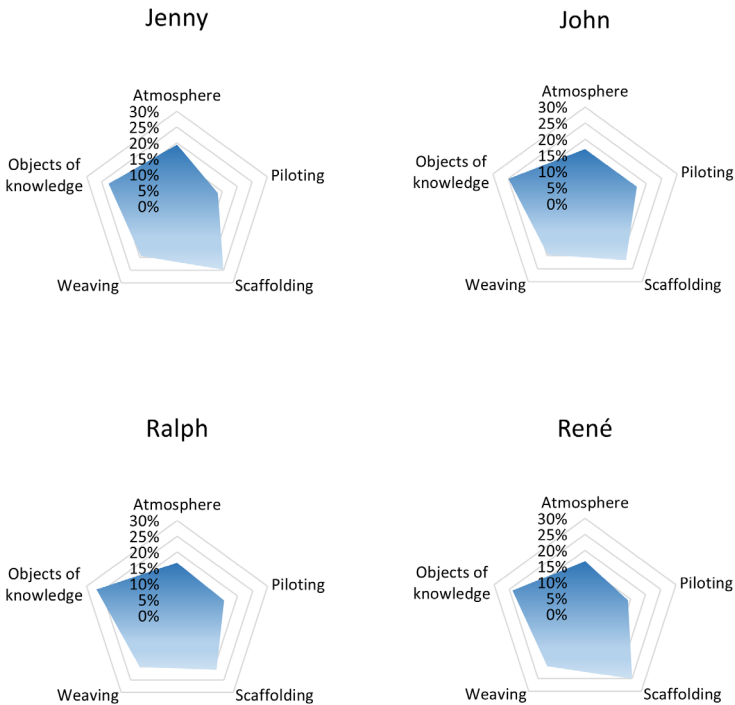 Jenny
Atmosphere
30%
25%
20%
15%
10%
5%
0%
Objects of
knowledge
Piloting
Weaving
Scaffolding
John
Atmosphere
30%
25%
20%
15%
10%
5%
0%
Objects of
knowledge
Piloting
Weaving
Scaffolding
Ralph
Atmosphere
30%
25%
20%
15%
10%
5%
0%
Objects of
knowledge
Piloting
Weaving
Scaffolding
René
Atmosphere
30%
25%
20%
15%
10%
5%
0%
Objects of
knowledge
Piloting
Weaving
Scaffolding